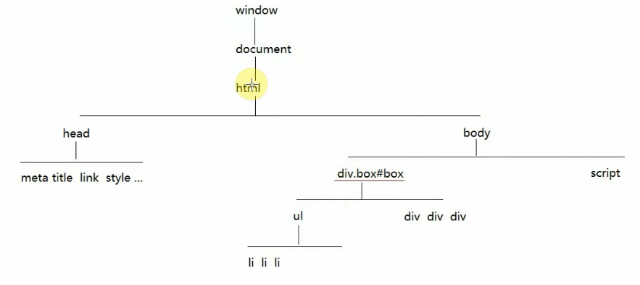 window
document
html
head body
meta title link style ... div.box#box script
ul div div div
li li li